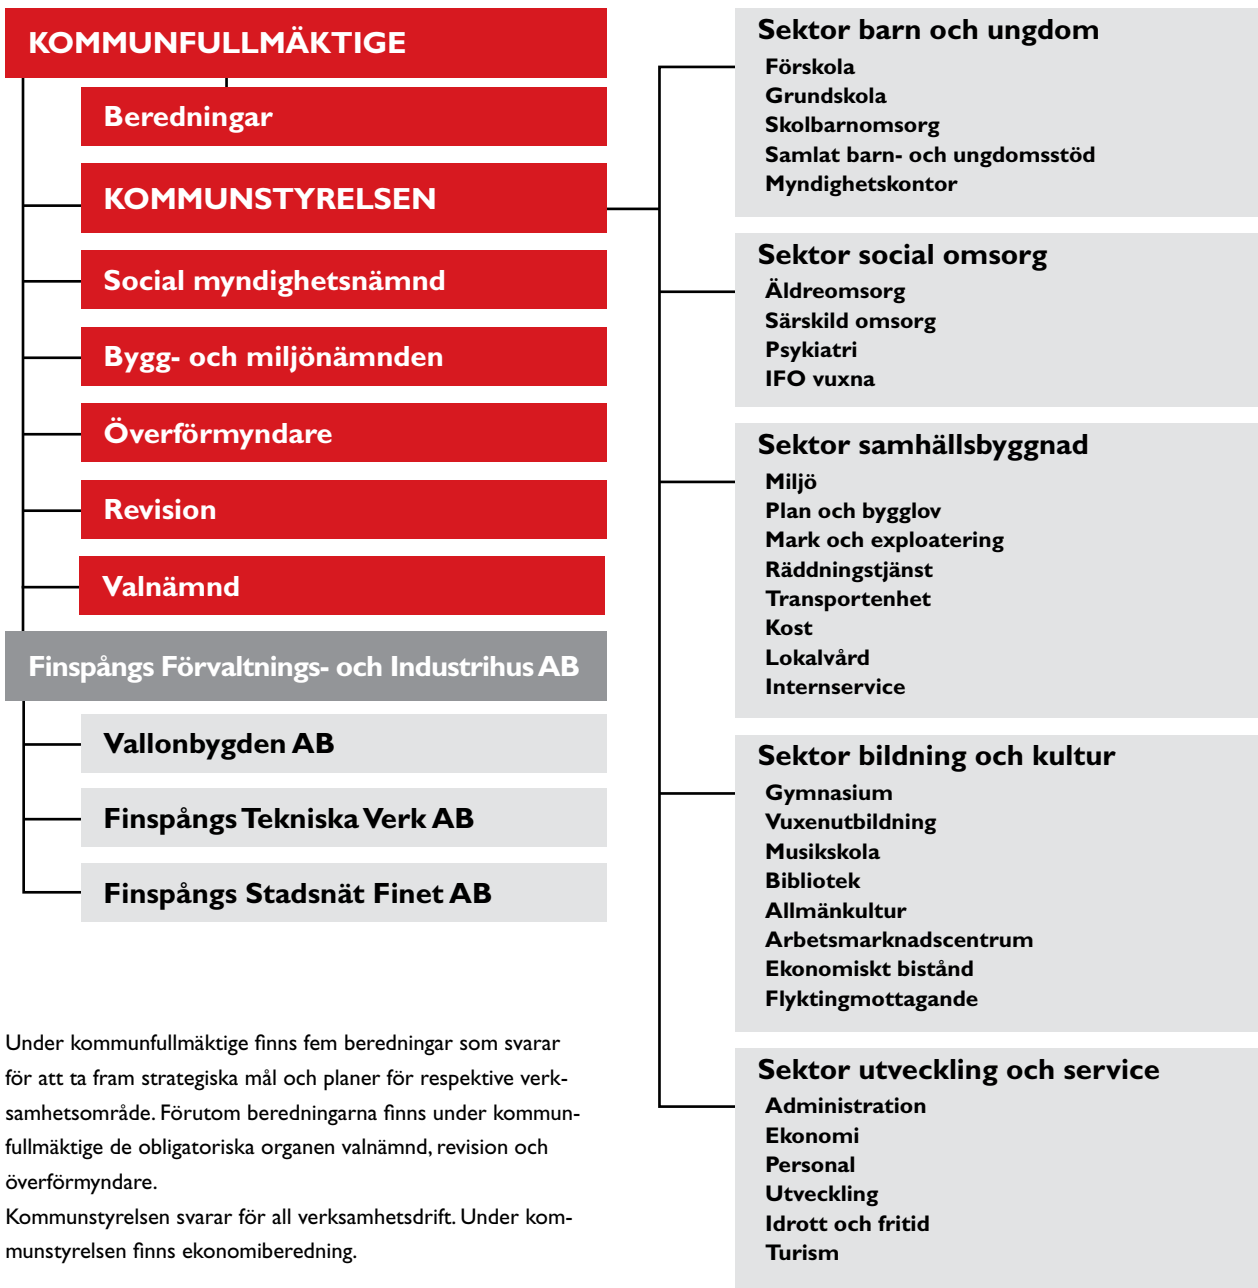 KOMMUNFULLMÄKTIGE
Beredningar
KOMMUNSTYRELSEN
Social myndighetsnämnd
Bygg- och miljönämnden
Överförmyndare
Revision
Valnämnd
Finspångs Förvaltnings- och Industrihus AB
Vallonbygden AB
Finspångs Tekniska Verk AB
Finspångs Stadsnät Finet AB
Under kommunfullmäktige finns fem beredningar som svarar
för att ta fram strategiska mål och planer för respektive verk-
samhetsområde. Förutom beredningarna finns under kommun-
fullmäktige de obligatoriska organen valnämnd, revision och
överförmyndare.
Kommunstyrelsen svarar för all verksamhetsdrift. Under kom-
munstyrelsen finns ekonomiberedning.
Sektor barn och ungdom
Förskola
Grundskola
Skolbarnomsorg
Samlat barn- och ungdomsstöd
Myndighetskontor
Sektor social omsorg
Äldreomsorg
Särskild omsorg
Psykiatri
IFO vuxna
Sektor samhällsbyggnad
Miljö
Plan och bygglov
Mark och exploatering
Räddningstjänst
Transportenhet
Kost
Lokalvård
Internservice
Sektor bildning och kultur
Gymnasium
Vuxenutbildning
Musikskola
Bibliotek
Allmänkultur
Arbetsmarknadscentrum
Ekonomiskt bistånd
Flyktingmottagande
Sektor utveckling och service
Administration
Ekonomi
Personal
Utveckling
Idrott och fritid
Turism